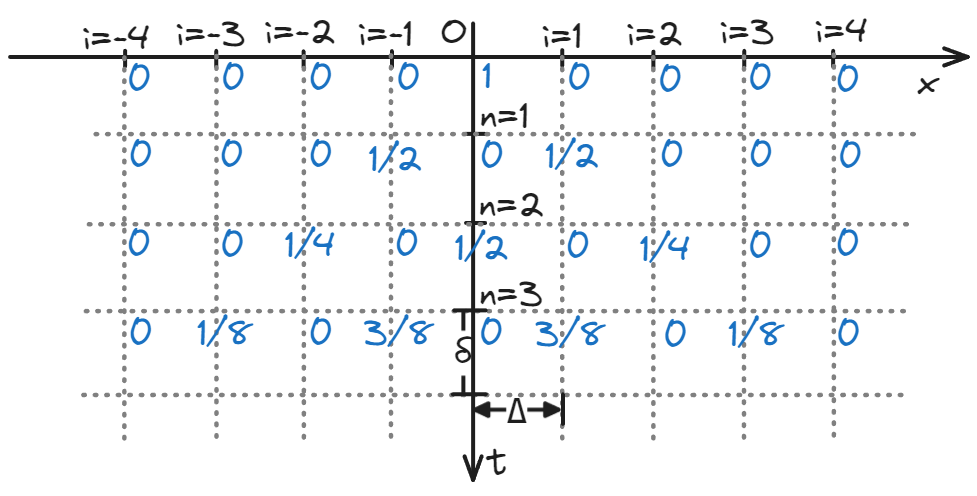 i=-4 i=-3 i=-2 i=-1 0 i=1 i=2 i=3 i=4
x
0 0 0 0 1 0 0 0 0
n=1
0 0 0 1/2 0 1/2 0 0 0
n=2
0 0 1/4 0 1/2 0 1/4 0 0
n=3
0 1/8 0 3/8 0 3/8 0 1/8 0
δ
Δ
t